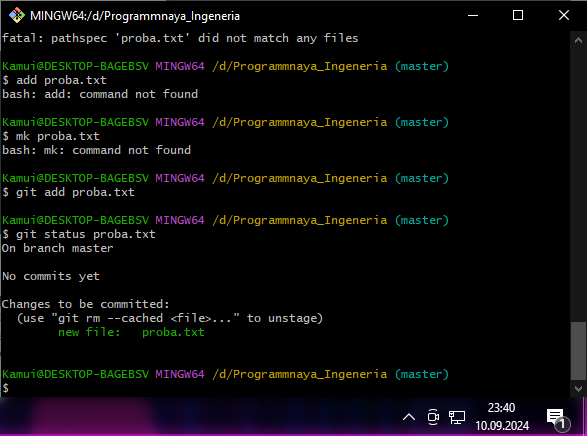 MINGW64:/d/Programmnaya_Ingeneria
fatal: pathspec 'proba.txt' did not match any files
Kamui@DESKTOP-BAGEBSV MINGW64 /d/Programmnaya_Ingeneria (master)
$ add proba.txt
bash: add: command not found
Kamui@DESKTOP-BAGEBSV MINGW64 /d/Programmnaya_Ingeneria (master)
$ mk proba.txt
bash: mk: command not found
Kamui@DESKTOP-BAGEBSV MINGW64 /d/Programmnaya_Ingeneria (master)
$ git add proba.txt
Kamui@DESKTOP-BAGEBSV MINGW64 /d/Programmnaya_Ingeneria (master)
$ git status proba.txt
On branch master
No commits yet
Changes to be committed:
  (use "git rm --cached <file>..." to unstage)
        new file:   proba.txt
Kamui@DESKTOP-BAGEBSV MINGW64 /d/Programmnaya_Ingeneria (master)
$
23:40
10.09.2024
1